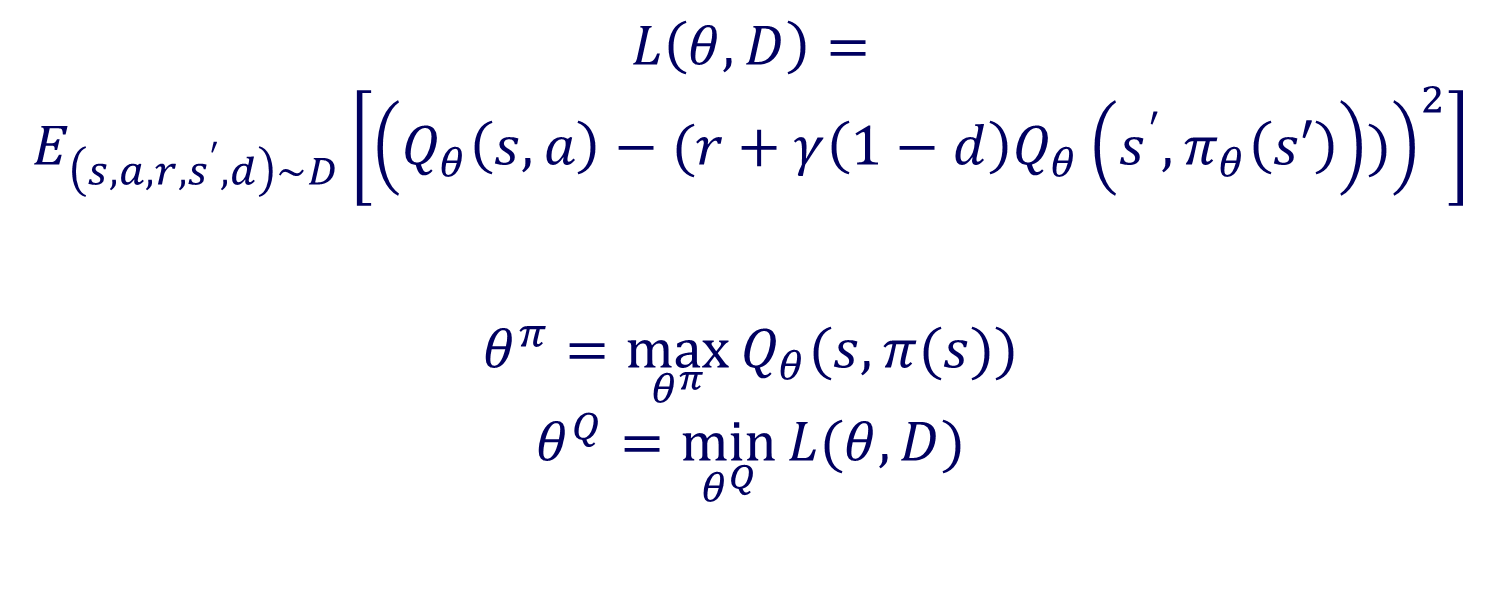 L(θ, D) =
E_{(s,a,r,s′,d)∼D} [(Q_θ(s, a) − (r + γ(1 − d)Q_θ (s′, π_θ(s′))))²]
θ^π = max_{θ^π} Q_θ(s, π(s))
θ^Q = min_{θ^Q} L(θ, D)